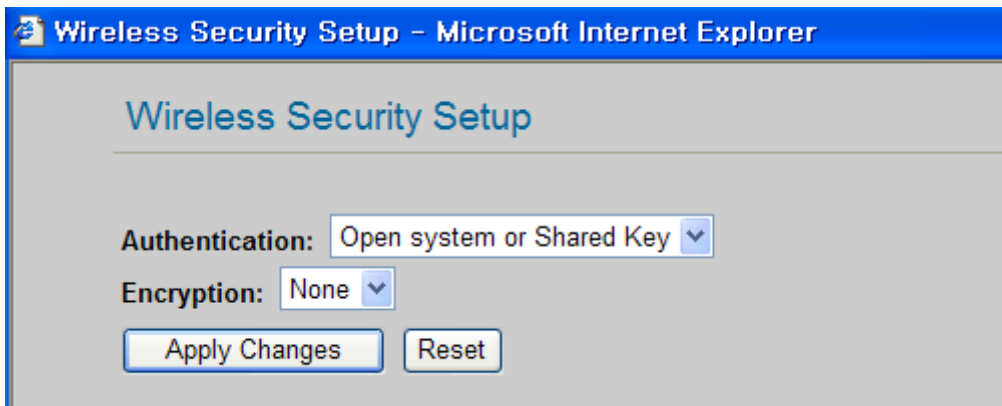 Wireless Security Setup - Microsoft Internet Explorer
Wireless Security Setup
Authentication: Open system or Shared Key
Encryption: None
Apply Changes Reset